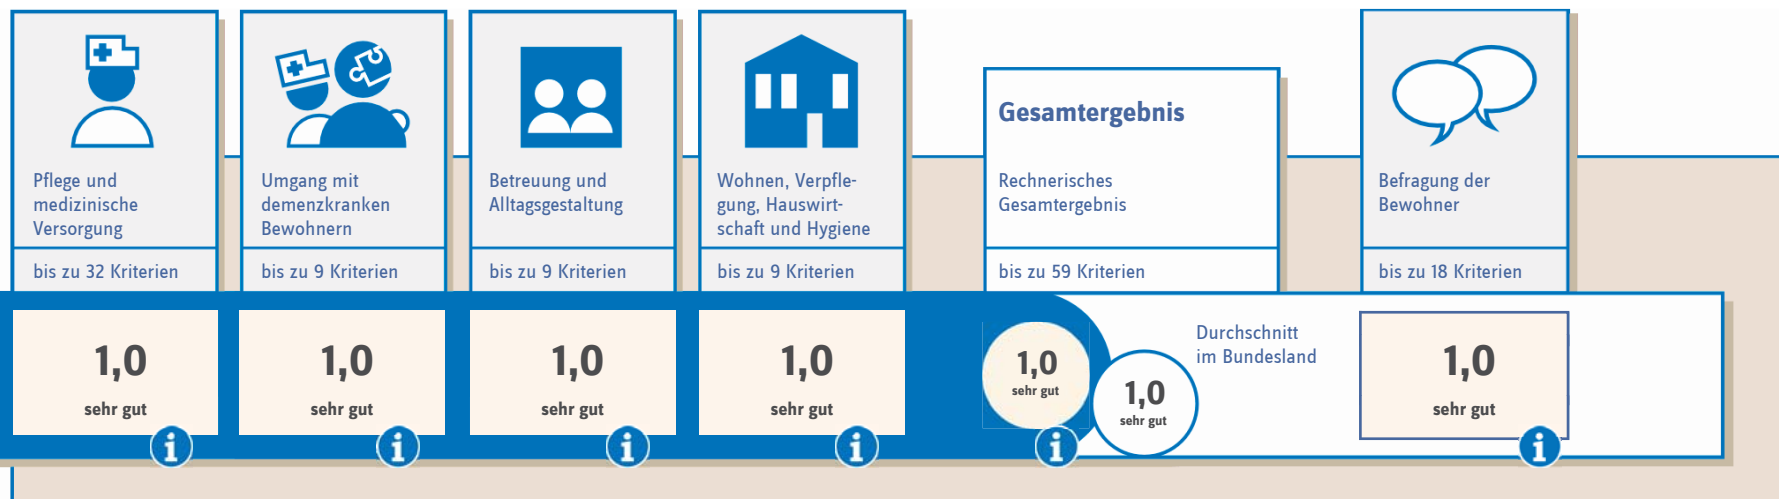 Pflege und
medizinische
Versorgung
bis zu 32 Kriterien
1,0
sehr gut
i
Umgang mit
demenzkranken
Bewohnern
bis zu 9 Kriterien
1,0
sehr gut
i
Betreuung und
Alltagsgestaltung
bis zu 9 Kriterien
1,0
sehr gut
i
Wohnen, Verpfle-
gung, Hauswirt-
schaft und Hygiene
bis zu 9 Kriterien
1,0
sehr gut
i
Gesamtergebnis
Rechnerisches
Gesamtergebnis
bis zu 59 Kriterien
1,0
sehr gut
i
Durchschnitt
im Bundesland
1,0
sehr gut
Befragung der
Bewohner
bis zu 18 Kriterien
1,0
sehr gut
i